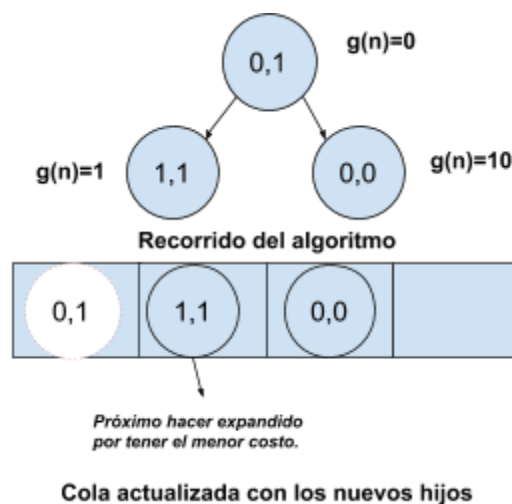 g(n)=0
0,1
g(n)=1
1,1
0,0
g(n)=10
Recorrido del algoritmo
0,1
1,1
0,0
Próximo hacer expandido
por tener el menor costo.
Cola actualizada con los nuevos hijos